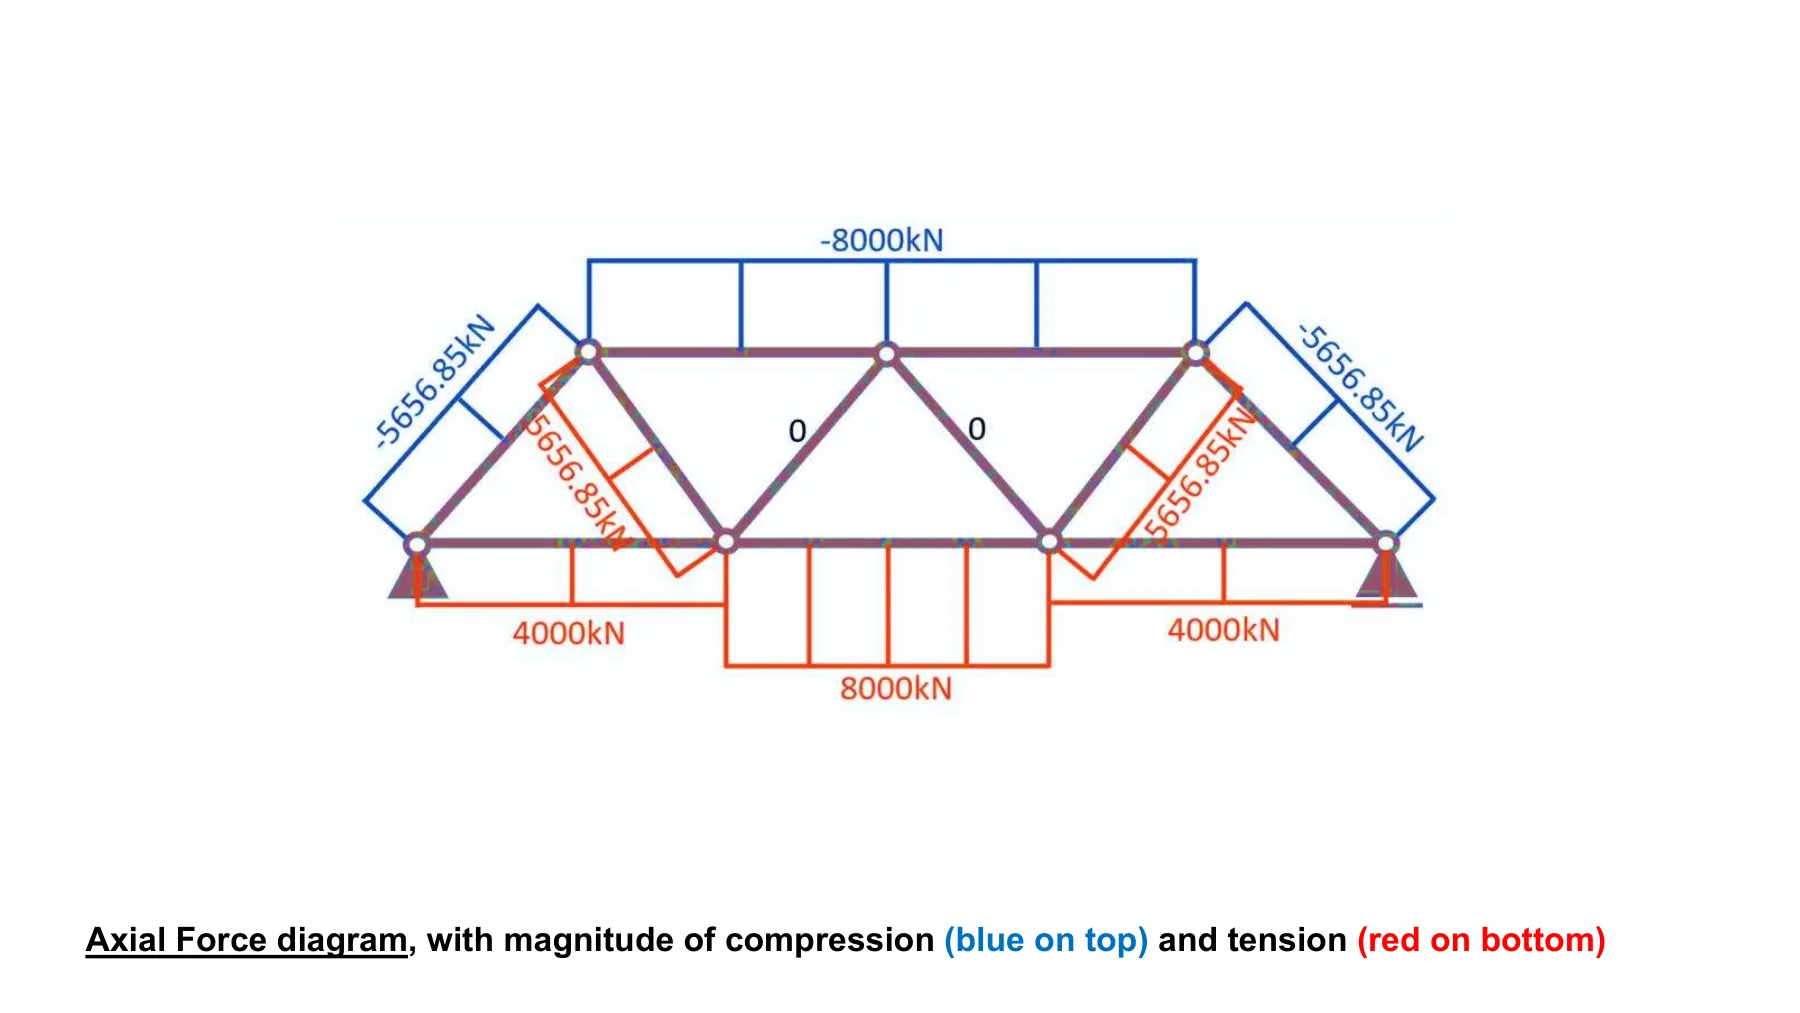 -8000kN
-5656.85kN
-5656.85kN
0
0
5656.85kN
5656.85kN
4000kN
4000kN
8000kN
Axial Force diagram, with magnitude of compression (blue on top) and tension (red on bottom)